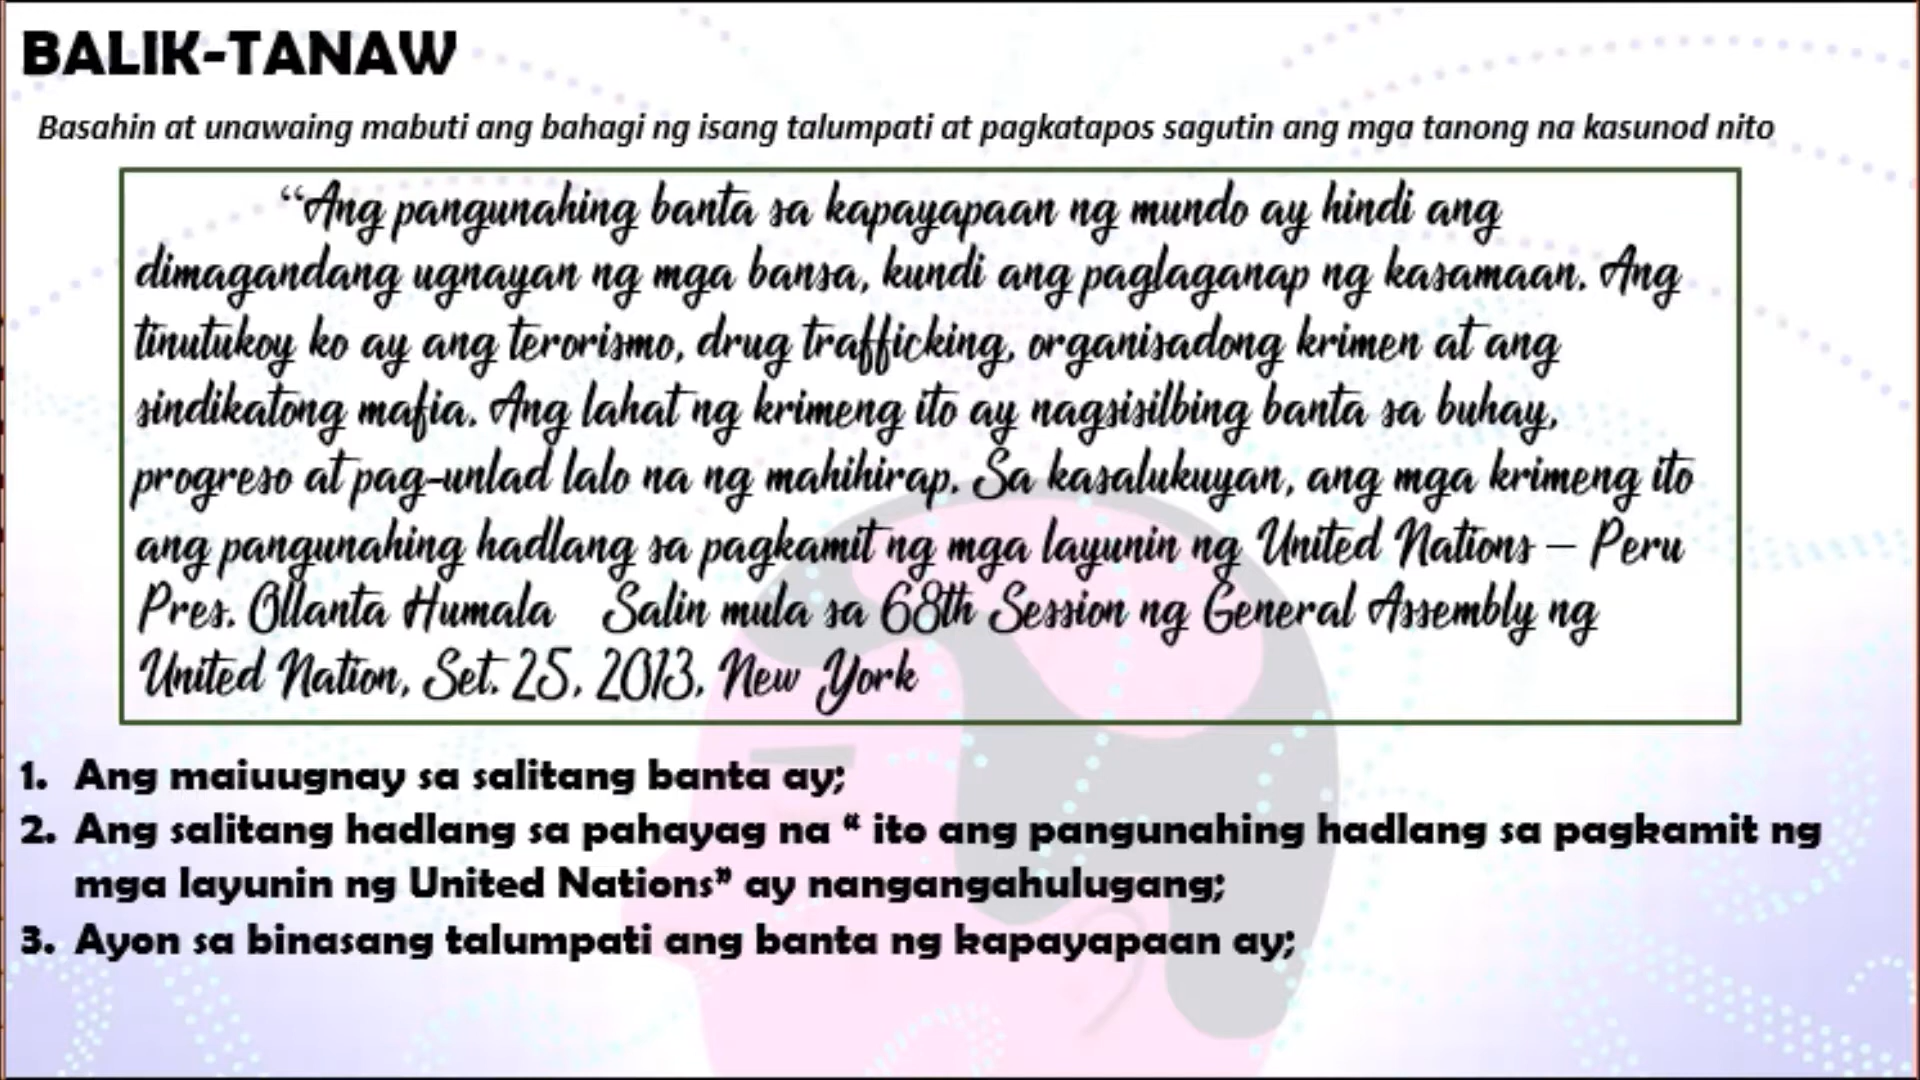 BALIK-TANAW
Basahin at unawaing mabuti ang bahagi ng isang talumpati at pagkatapos sagutin ang mga tanong na kasunod nito
“Ang pangunahing banta sa kapayapaan ng mundo ay hindi ang
dimagandang ugnayan ng mga bansa, kundi ang paglaganap ng kasamaan. Ang
tinutukoy ko ay ang terorismo, drug trafficking, organisadong krimen at ang
sindikatong mafia. Ang lahat ng krimeng ito ay nagsisilbing banta sa buhay,
progreso at pag-unlad lalo na ng mahihirap. Sa kasalukuyan, ang mga krimeng ito
ang pangunahing hadlang sa pagkamit ng mga layunin ng United Nations – Peru
Pres. Ollanta Humala Salin mula sa 68th Session ng General Assembly ng
United Nation, Set. 25, 2013, New York
1. Ang maiuugnay sa salitang banta ay;
2. Ang salitang hadlang sa pahayag na “ ito ang pangunahing hadlang sa pagkamit ng
mga layunin ng United Nations” ay nangangahulugang;
3. Ayon sa binasang talumpati ang banta ng kapayapaan ay;